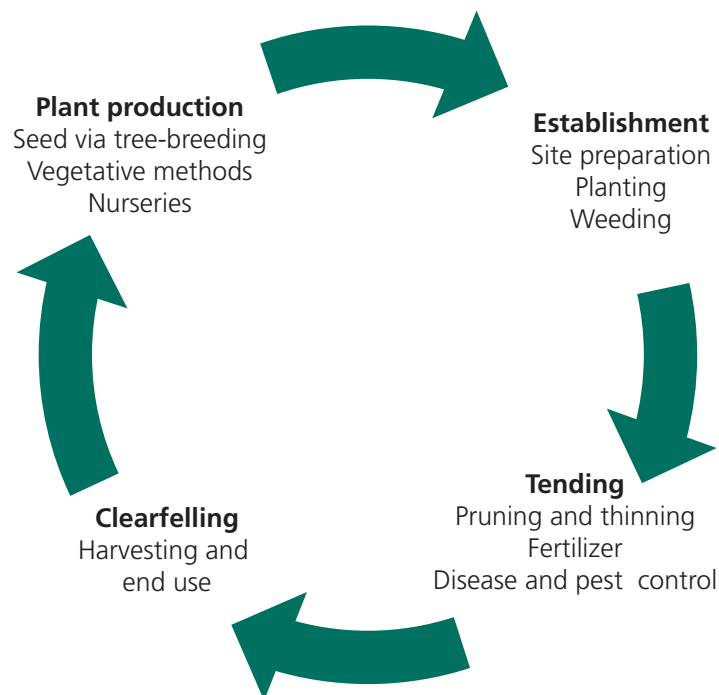 Plant production
Seed via tree-breeding
Vegetative methods
Nurseries
Establishment
Site preparation
Planting
Weeding
Tending
Pruning and thinning
Fertilizer
Disease and pest control
Clearfelling
Harvesting and
end use